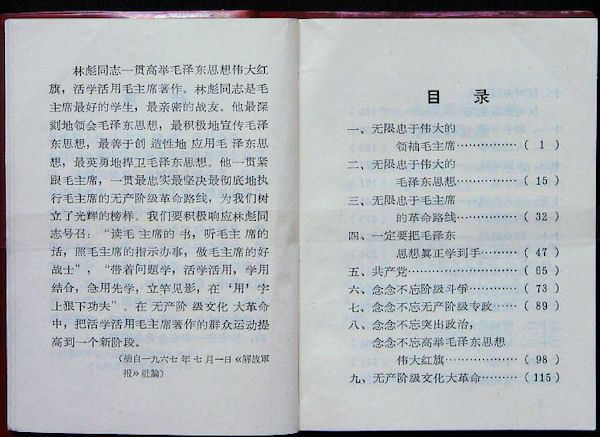 林彪同志一贯高举毛泽东思想伟大红
旗,活学活用毛主席著作。林彪同志是毛
主席最好的学生,最亲密的战友。他最深
刻地领会毛泽东思想,最积极地宣传毛泽
东思想,最善于创造性地应用毛泽东思
想,最英勇地捍卫毛泽东思想。他一贯紧
跟毛主席,一贯最忠实最坚决最彻底地执
行毛主席的无产阶级革命路线,为我们树
立了光辉的榜样。我们要积极响应林彪同
志号召:“读毛主席的书,听毛主席的
话,照毛主席的指示办事,做毛主席的好
战士”,“带着问题学,活学活用,学用
结合,急用先学,立竿见影,在‘用’字
上狠下功夫”。在无产阶级文化大革命
中,把活学活用毛主席著作的群众运动提
高到一个新阶段。
(摘自一九六七年七月一日《解放軍
报》社論)
目录
一、无限忠于伟大的
领袖毛主席……………( 1 )
二、无限忠于伟大的
毛泽东思想……………( 15 )
三、无限忠于毛主席
的革命路线……………( 32 )
四、一定要把毛泽东
思想真正学到手………( 47 )
五、共产党………………( 65 )
六、念念不忘阶级斗爭……( 73 )
七、念念不忘无产阶级专政…( 89 )
八、念念不忘突出政治,
念念不忘高举毛泽东思想
伟大红旗………………( 98 )
九、无产阶级文化大革命……( 115 )